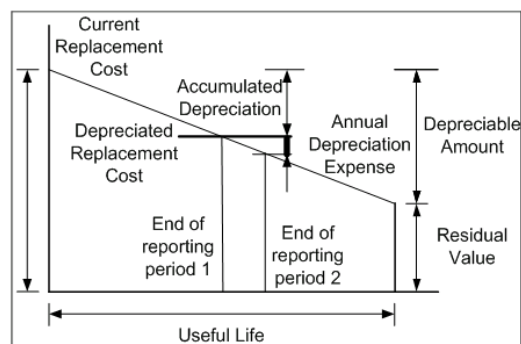 Current
Replacement
Cost
Accumulated
Depreciation
Depreciated
Replacement
Cost
Annual
Depreciation
Expense
Depreciable
Amount
End of
reporting
period 1
End of
reporting
period 2
Residual
Value
Useful Life